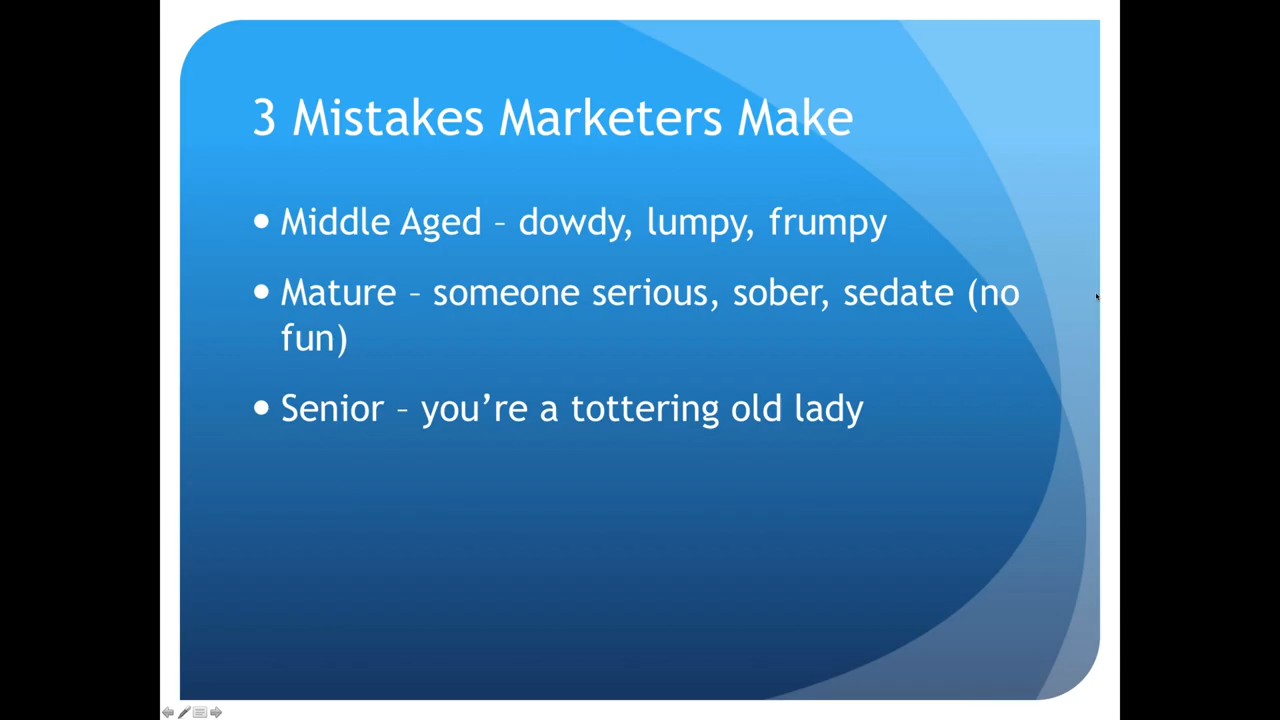 3 Mistakes Marketers Make
• Middle Aged – dowdy, lumpy, frumpy
• Mature – someone serious, sober, sedate (no
fun)
• Senior – you’re a tottering old lady